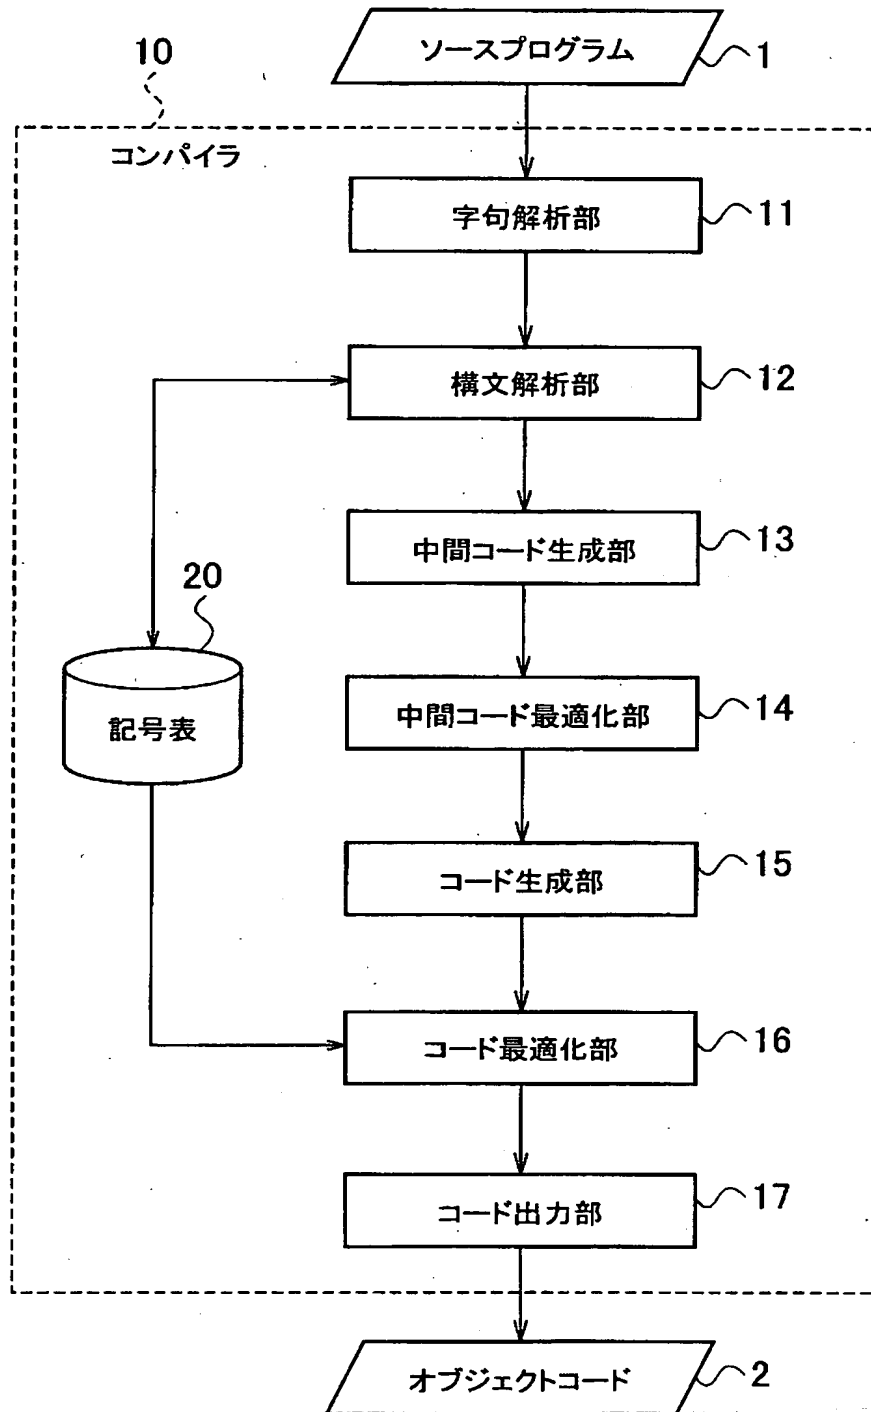 ソースプログラム
1
10
コンパイラ
字句解析部
11
構文解析部
12
中間コード生成部
13
20
記号表
中間コード最適化部
14
コード生成部
15
コード最適化部
16
コード出力部
17
オブジェクトコード
2